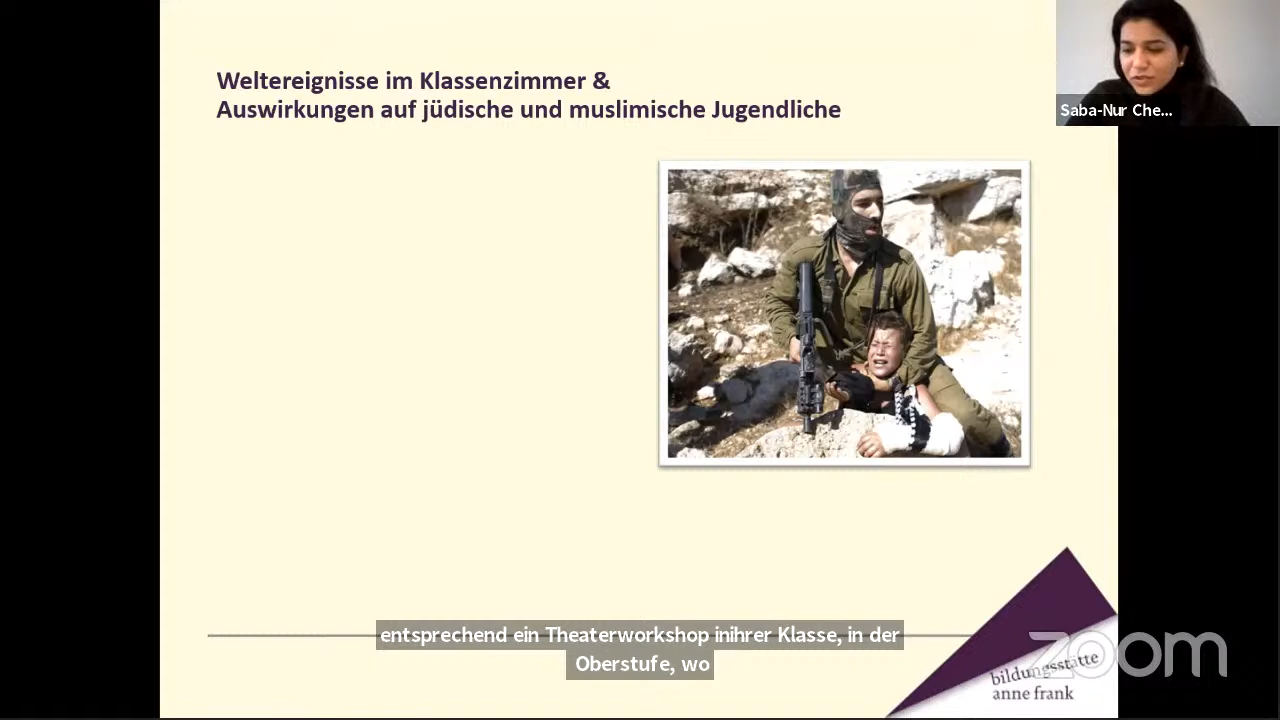 Weltereignisse im Klassenzimmer &
Auswirkungen auf jüdische und muslimische Jugendliche
Saba-Nur Che...
entsprechend ein Theaterworkshop inihrer Klasse, in der
Oberstufe, wo
zoom
bildungsstätte
anne frank